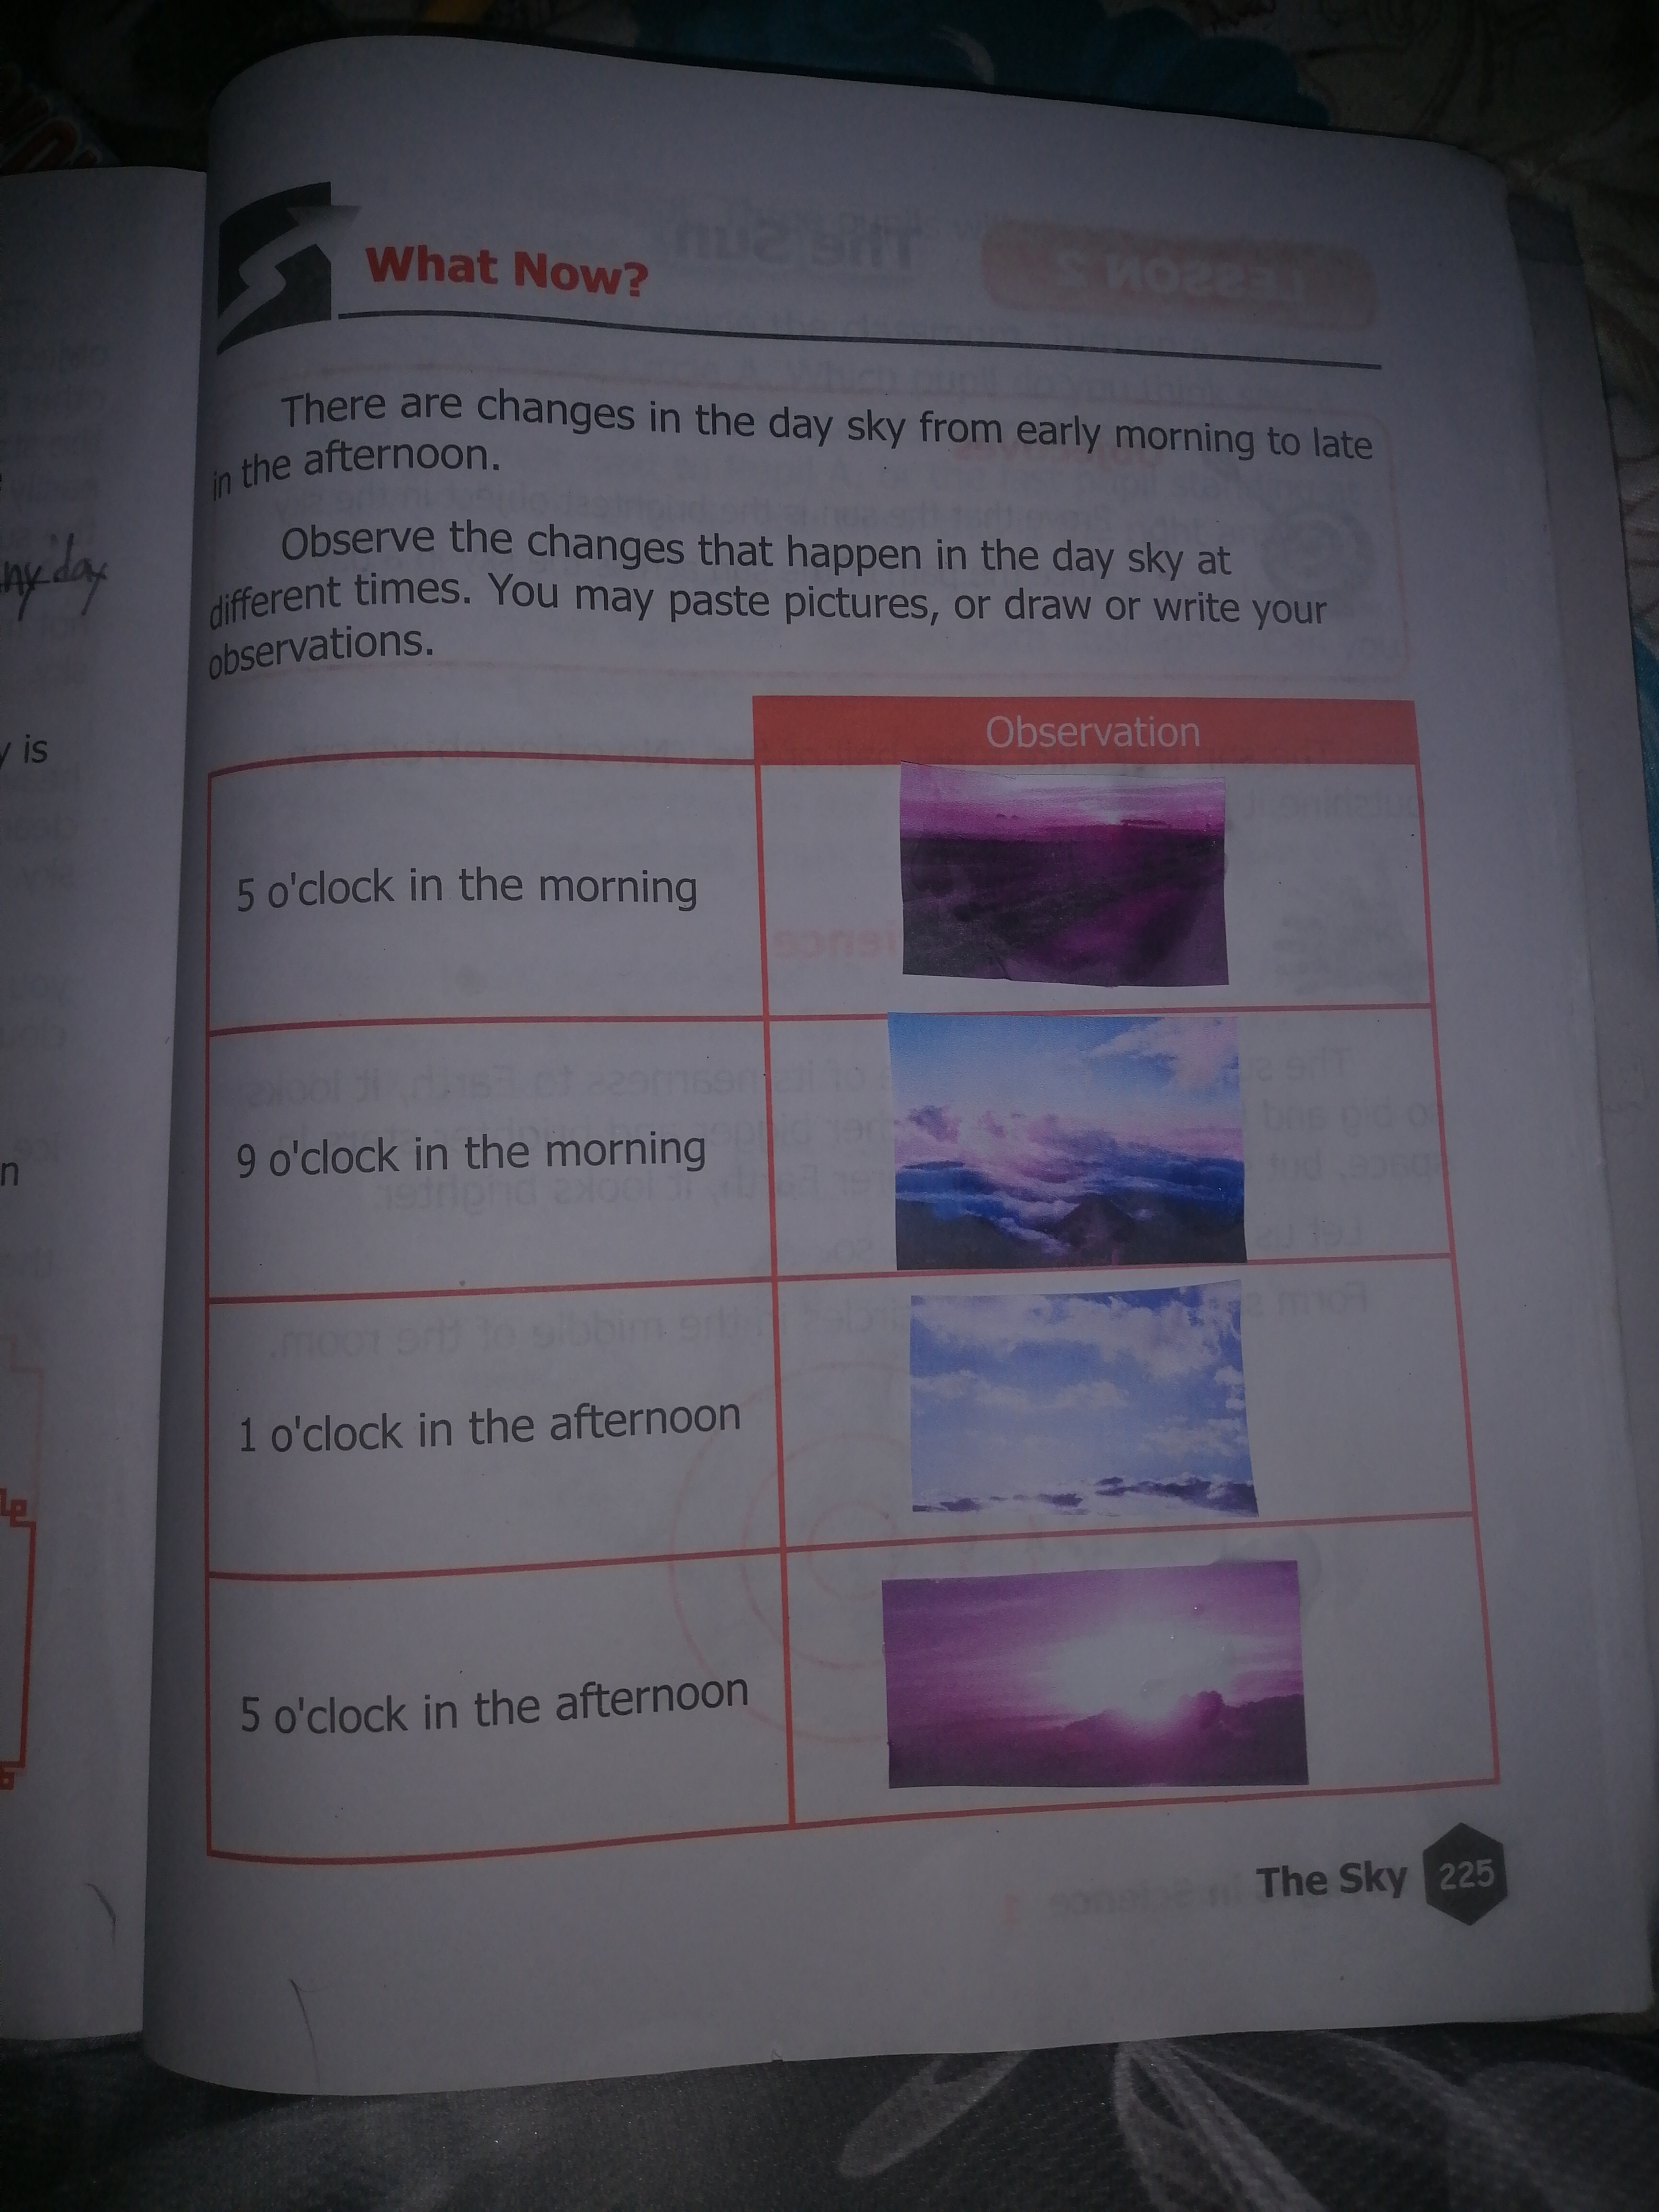 What Now?
There are changes in the day sky from early morning to late
in the afternoon.
Observe the changes that happen in the day sky at
different times. You may paste pictures, or draw or write your
observations.
Observation
5 o'clock in the morning
9 o'clock in the morning
1 o'clock in the afternoon
5 o'clock in the afternoon
The Sky 225
day
is